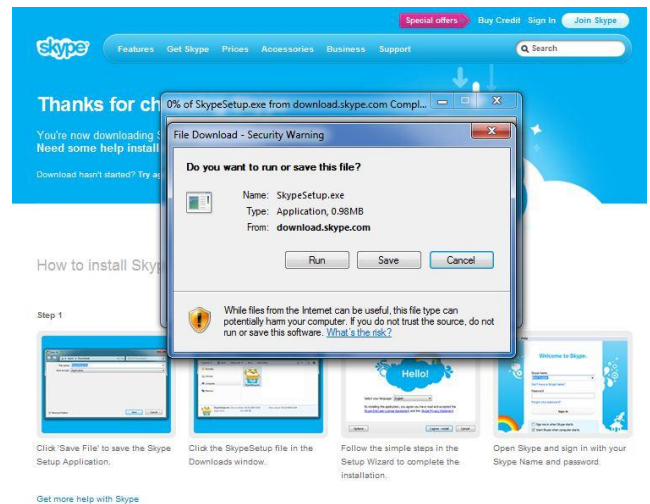 Special offers
Buy Credit
Sign In
Join Skype
skype
Features
Get Skype
Prices
Accessories
Business
Support
Search
Thanks for ch
You're now downloading S
Need some help install
Download hasn't started? Try ag
0% of SkypeSetup.exe from download.skype.com Compl...
File Download - Security Warning
Do you want to run or save this file?
Name: SkypeSetup.exe
Type: Application, 0.98MB
From: download.skype.com
Run
Save
Cancel
While files from the Internet can be useful, this file type can
potentially harm your computer. If you do not trust the source, do not
run or save this software. What's the risk?
How to install Skyp
Step 1
Hello!
Welcome to Skype.
Click 'Save File' to save the Skype
Setup Application.
Click the SkypeSetup file in the
Downloads window.
Follow the simple steps in the
Setup Wizard to complete the
installation.
Open Skype and sign in with your
Skype Name and password.
Get more help with Skype